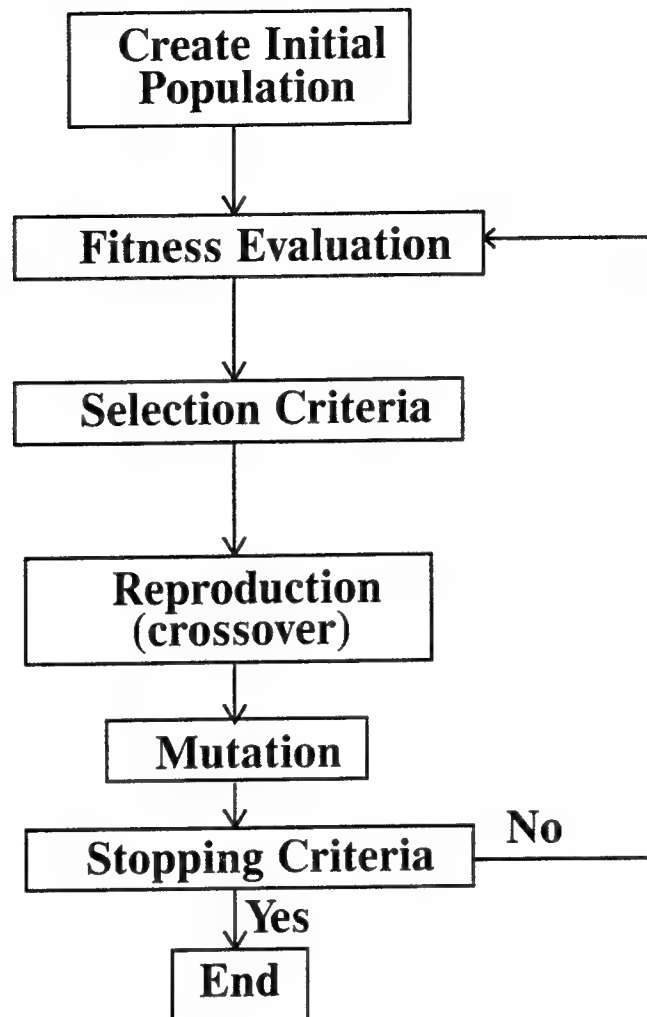 Create Initial
Population
Fitness Evaluation
Selection Criteria
Reproduction
(crossover)
Mutation
Stopping Criteria
No
Yes
End